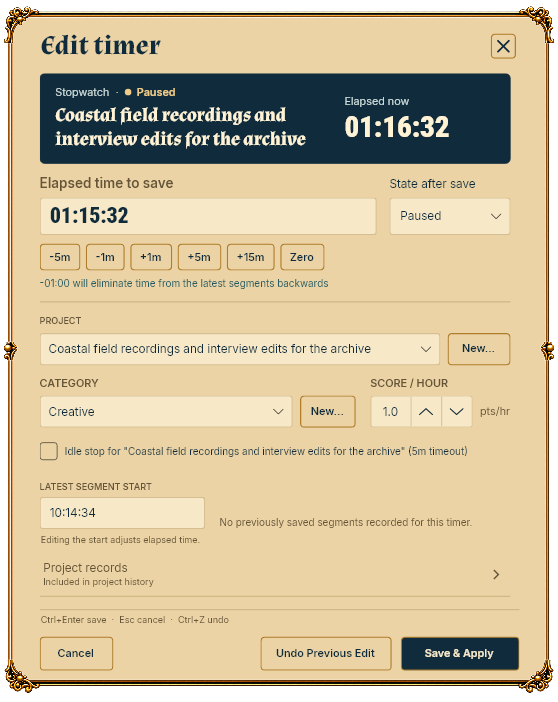 Edit timer
Stopwatch · ● Paused
Coastal field recordings and
interview edits for the archive
Elapsed now
01:16:32
Elapsed time to save
State after save
01:15:32
Paused
-5m -1m +1m +5m +15m Zero
-01:00 will eliminate time from the latest segments backwards
PROJECT
Coastal field recordings and interview edits for the archive
New...
CATEGORY
SCORE / HOUR
Creative
New...
1.0
pts/hr
Idle stop for "Coastal field recordings and interview edits for the archive" (5m timeout)
LATEST SEGMENT START
10:14:34
No previously saved segments recorded for this timer.
Editing the start adjusts elapsed time.
Project records
Included in project history
Ctrl+Enter save · Esc cancel · Ctrl+Z undo
Cancel
Undo Previous Edit
Save & Apply